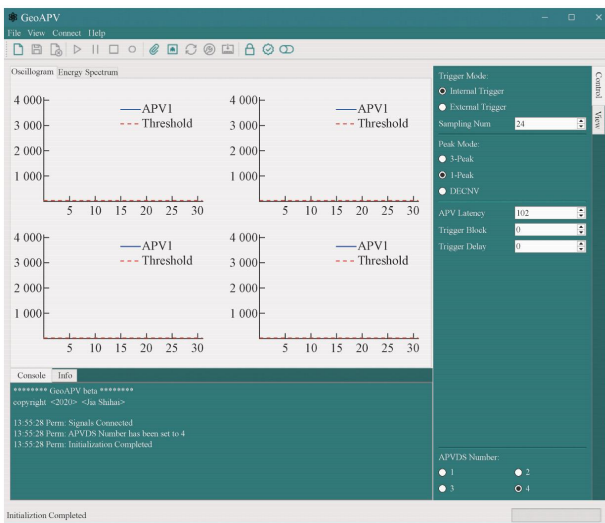 GeoAPV
File View Connect Help
Oscillogram Energy Spectrum
4 000
3 000
2 000
1 000
5 10 15 20 25 30
APV1
Threshold
4 000
3 000
2 000
1 000
5 10 15 20 25 30
APV1
Threshold
4 000
3 000
2 000
1 000
5 10 15 20 25 30
APV1
Threshold
4 000
3 000
2 000
1 000
5 10 15 20 25 30
APV1
Threshold
Console Info
******** GeoAPV beta ********
copyright <2020> <Jia Shihai>
13:55:28 Perm: Signals Connected
13:55:28 Perm: APVDS Number has been set to 4
13:55:28 Perm: Initialization Completed
Trigger Mode:
Internal Trigger
External Trigger
Sampling Num 24
Peak Mode:
3-Peak
1-Peak
DECNV
APV Latency 102
Trigger Block 0
Trigger Delay 0
APVDS Number:
1 2
3 4
Control
View
Initializtion Completed